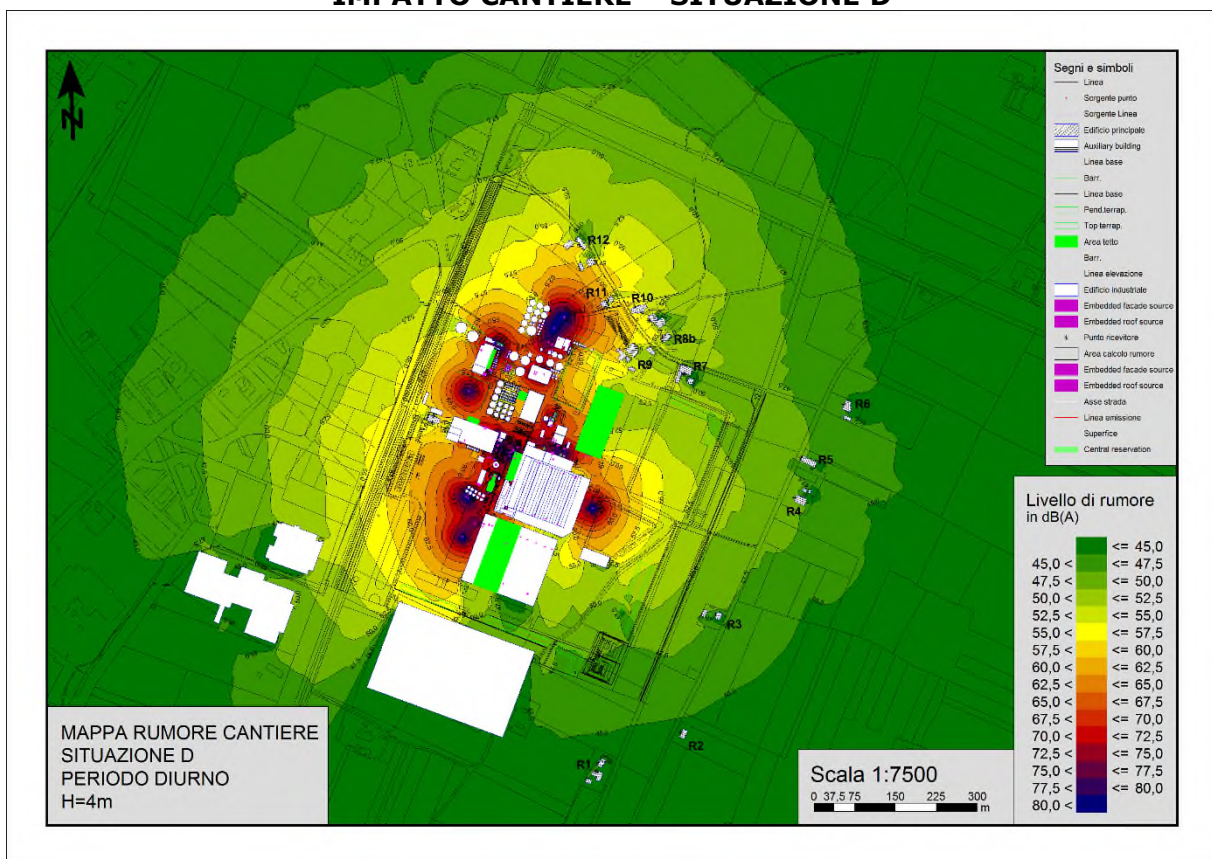 IMPATTO CANTIERE – SITUAZIONE D
N
Segni e simboli
Linea
Sorgente punto
Sorgente Linea
Edificio principale
Auxiliary building
Linea base
Barr.
Linea base
Pend.terrap.
Top terrap.
Area tetto
Barr.
Linea elevazione
Edificio industriale
Embedded facade source
Embedded roof source
Punto ricevitore
Area calcolo rumore
Embedded facade source
Embedded roof source
Asse strada
Linea emissione
Superfice
Central reservation
R12
R11
R10
R8b
R9
R7
R6
R5
R4
R3
R2
R1
Livello di rumore
in dB(A)
<= 45,0
45,0 < <= 47,5
47,5 < <= 50,0
50,0 < <= 52,5
52,5 < <= 55,0
55,0 < <= 57,5
57,5 < <= 60,0
60,0 < <= 62,5
62,5 < <= 65,0
65,0 < <= 67,5
67,5 < <= 70,0
70,0 < <= 72,5
72,5 < <= 75,0
75,0 < <= 77,5
77,5 < <= 80,0
80,0 <
MAPPA RUMORE CANTIERE
SITUAZIONE D
PERIODO DIURNO
H=4m
Scala 1:7500
0 37,5 75 150 225 300
m